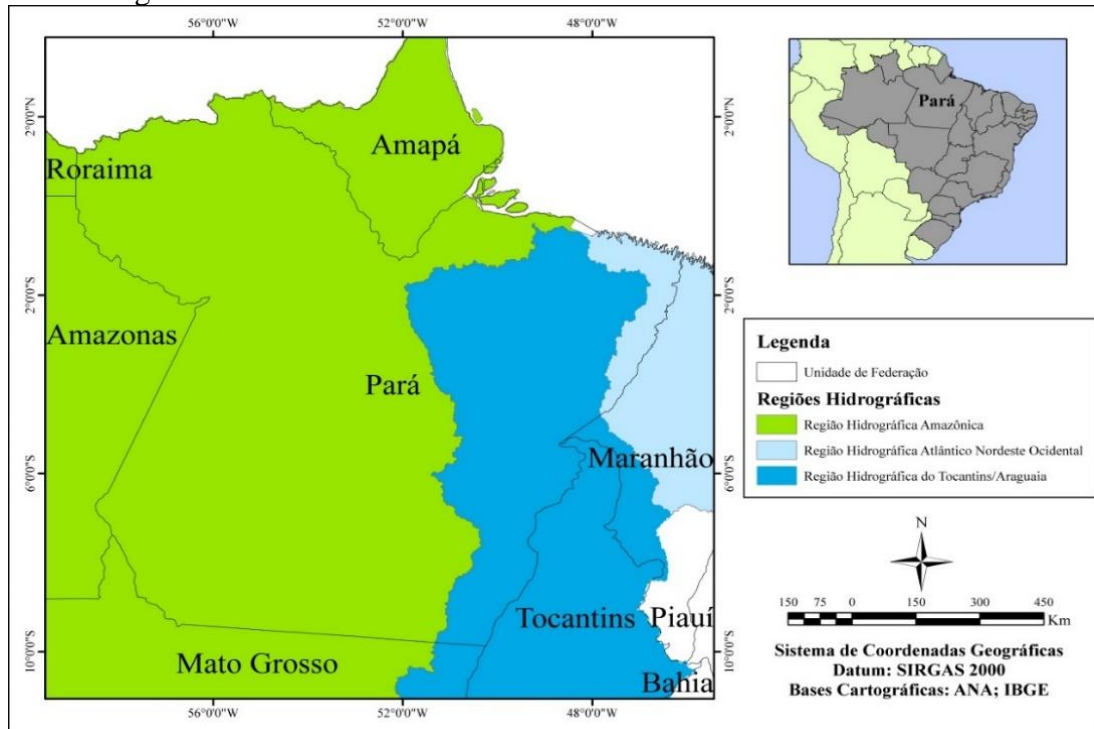 56°0'0"W
52°0'0"W
48°0'0"W
2°0'0"N
2°0'0"N
Pará
Amapá
Roraima
2°0'0"S
2°0'0"S
Amazonas
Pará
Legenda
Unidade de Federação
Regiões Hidrográficas
Região Hidrográfica Amazônica
Região Hidrográfica Atlântico Nordeste Ocidental
Região Hidrográfica do Tocantins/Araguaia
Maranhão
6°0'0"S
6°0'0"S
N
150 75 0 150 300 450
Km
Tocantins
Piauí
Mato Grosso
Bahia
10°0'0"S
10°0'0"S
Sistema de Coordenadas Geográficas
Datum: SIRGAS 2000
Bases Cartográficas: ANA; IBGE
56°0'0"W
52°0'0"W
48°0'0"W